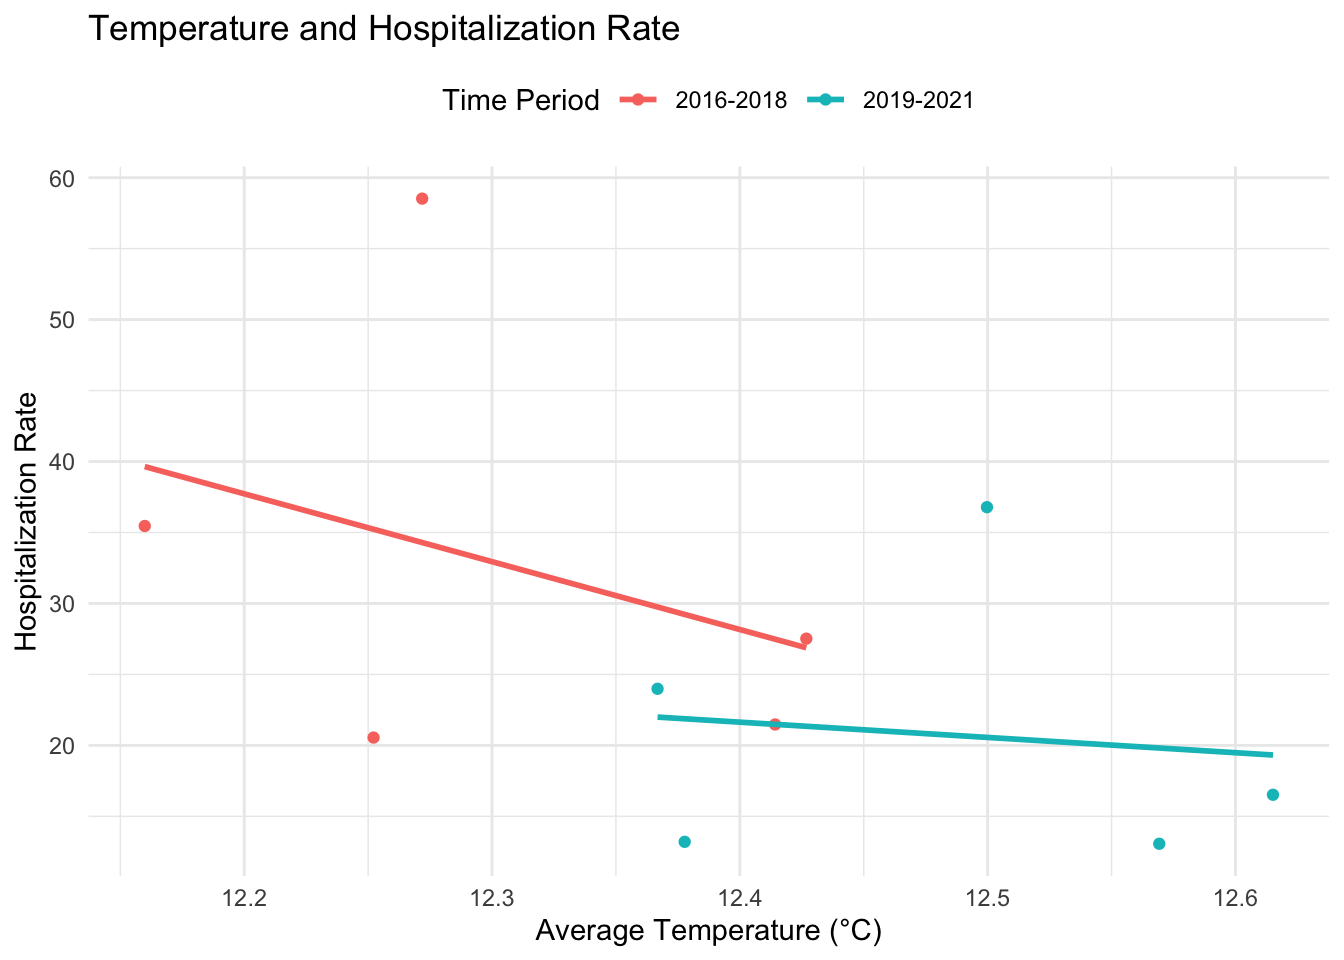 Temperature and Hospitalization Rate
Time Period 2016-2018 2019-2021
60
50
40
30
20
Hospitalization Rate
12.2 12.3 12.4 12.5 12.6
Average Temperature (°C)